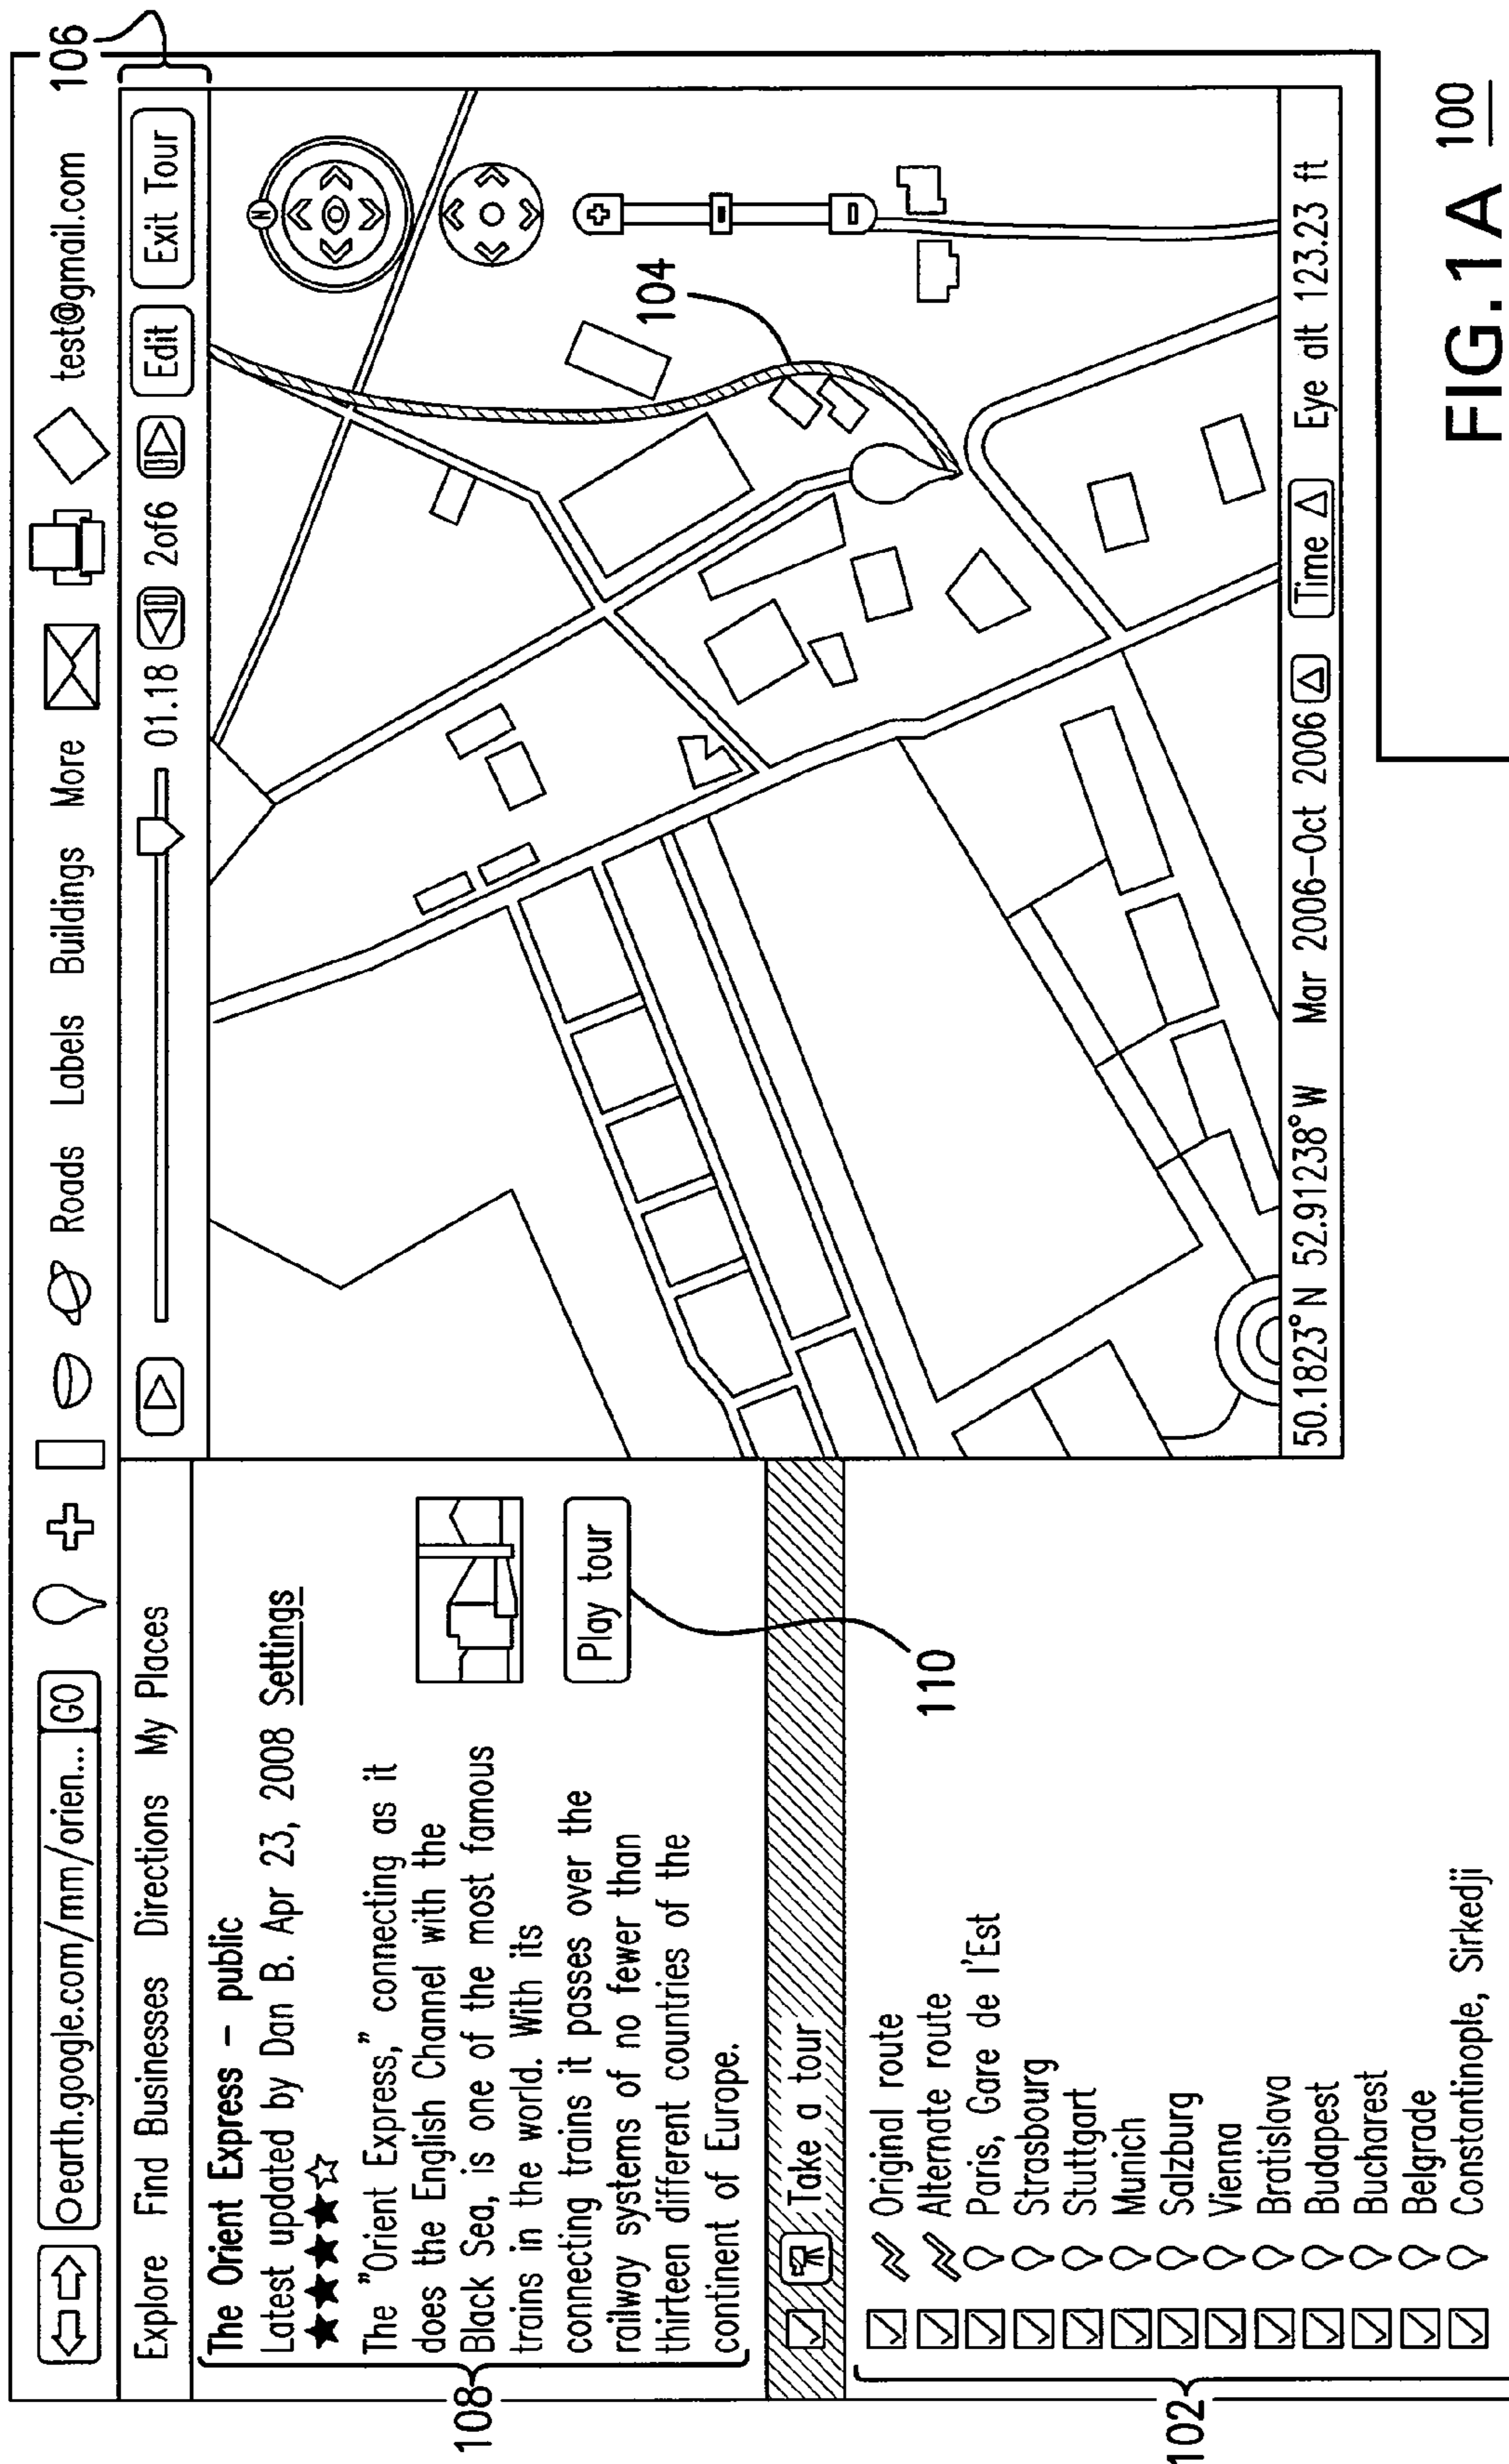 106
earth.google.com/mm/orien... GO
Roads Labels Buildings More test@gmail.com
Explore Find Businesses Directions My Places
01.18 2of6 Edit Exit Tour
The Orient Express – public
Latest updated by Dan B. Apr 23, 2008 Settings
The "Orient Express," connecting as it
does the English Channel with the
Black Sea, is one of the most famous
trains in the world. With its
connecting trains it passes over the
railway systems of no fewer than
thirteen different countries of the
continent of Europe.
Play tour
108
Take a tour
110
Original route
Alternate route
Paris, Gare de l'Est
Strasbourg
Stuttgart
Munich
Salzburg
Vienna
Bratislava
Budapest
Bucharest
Belgrade
Constantinople, Sirkedji
102
N
104
50.1823°N 52.91238°W Mar 2006–Oct 2006 Time Eye alt 123.23 ft
FIG.1A 100